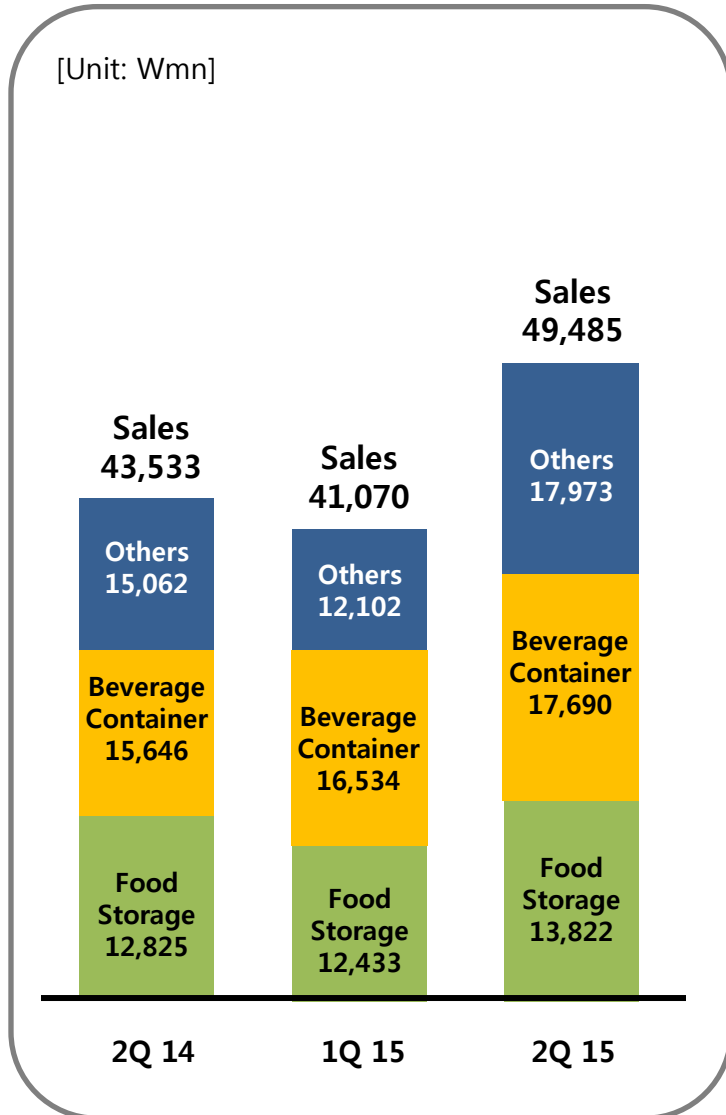 [Unit: Wmn]
Sales
43,533
Others
15,062
Beverage
Container
15,646
Food
Storage
12,825
2Q 14
Sales
41,070
Others
12,102
Beverage
Container
16,534
Food
Storage
12,433
1Q 15
Sales
49,485
Others
17,973
Beverage
Container
17,690
Food
Storage
13,822
2Q 15